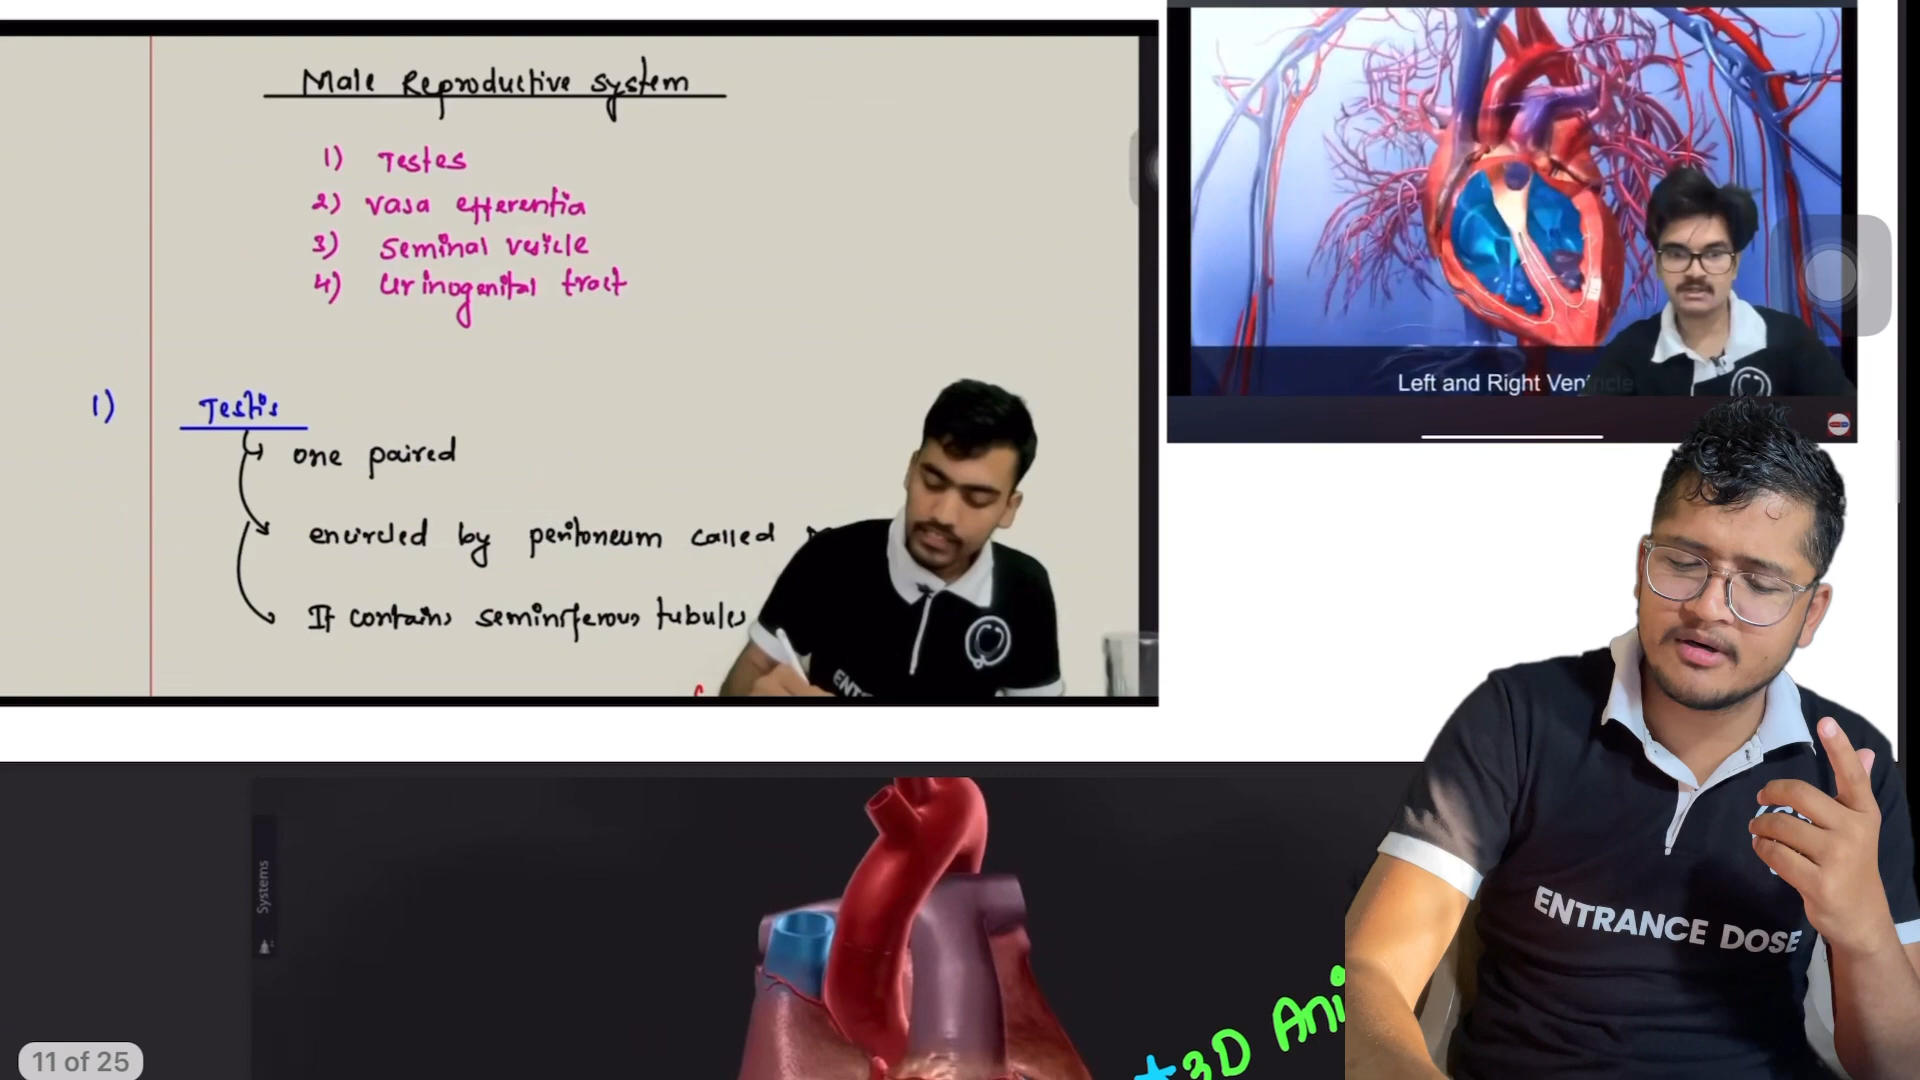 Male Reproductive system
1) Testes
2) vasa efferentia
3) seminal vesicle
4) Urinogenital tract
1) Testis
one paired
encircled by peritoneum called
It contains seminiferous tubules
Left and Right Ventricle
ENTRANCE DOSE
Systems
3D Ani
11 of 25